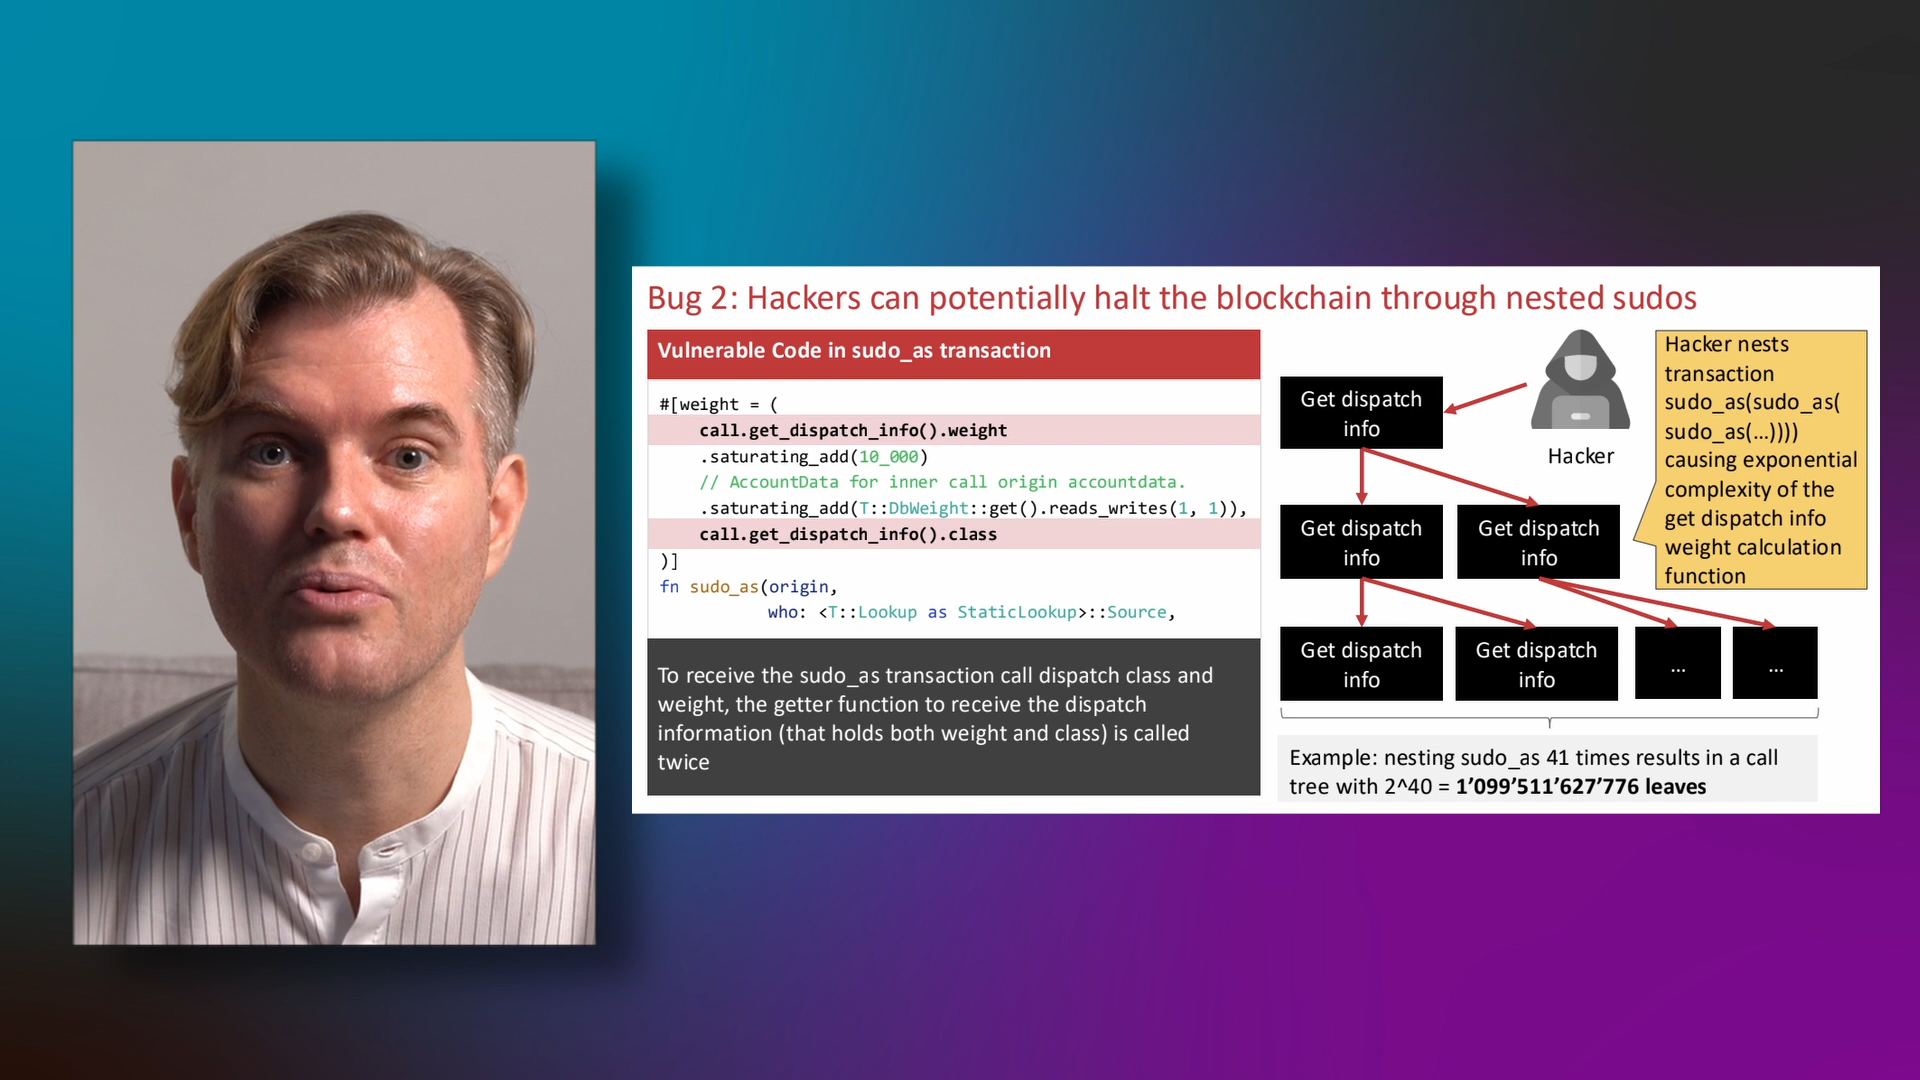 Bug 2: Hackers can potentially halt the blockchain through nested sudos
Vulnerable Code in sudo_as transaction
#[weight = (
call.get_dispatch_info().weight
.saturating_add(10_000)
// AccountData for inner call origin accountdata.
.saturating_add(T::DbWeight::get().reads_writes(1, 1)),
call.get_dispatch_info().class
)]
fn sudo_as(origin,
who: <T::Lookup as StaticLookup>::Source,
To receive the sudo_as transaction call dispatch class and
weight, the getter function to receive the dispatch
information (that holds both weight and class) is called
twice
Get dispatch
info
Hacker
Hacker nests
transaction
sudo_as(sudo_as(
sudo_as(…))))
causing exponential
complexity of the
get dispatch info
weight calculation
function
Get dispatch
info
Get dispatch
info
Get dispatch
info
Get dispatch
info
…
…
Example: nesting sudo_as 41 times results in a call
tree with 2^40 = 1’099’511’627’776 leaves